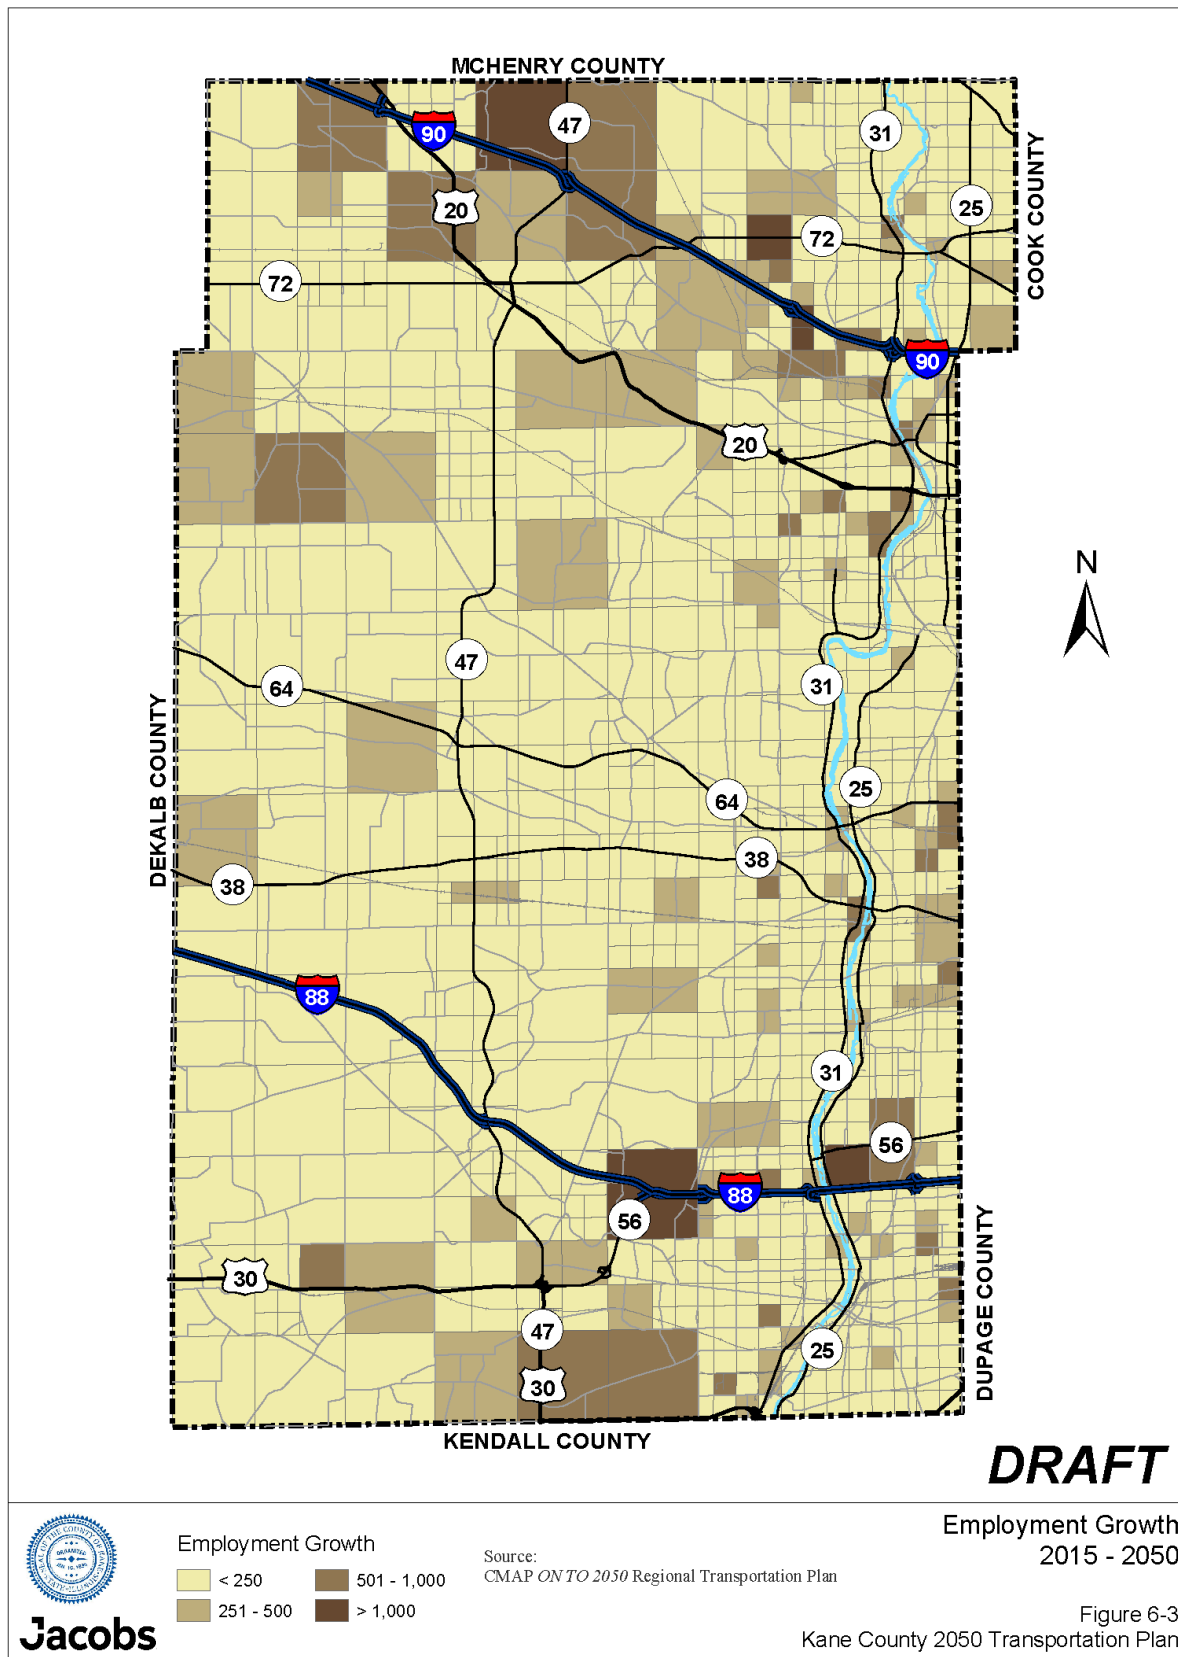 MCHENRY COUNTY
90
47
31
20
25
72
72
COOK COUNTY
90
20
N
47
64
31
DEKALB COUNTY
25
64
38
38
88
31
56
88
56
30
DUPAGE COUNTY
47
25
30
KENDALL COUNTY
DRAFT
Employment Growth
2015 - 2050
Employment Growth
< 250
501 - 1,000
251 - 500
> 1,000
Source:
CMAP ON TO 2050 Regional Transportation Plan
Jacobs
Figure 6-3
Kane County 2050 Transportation Plan